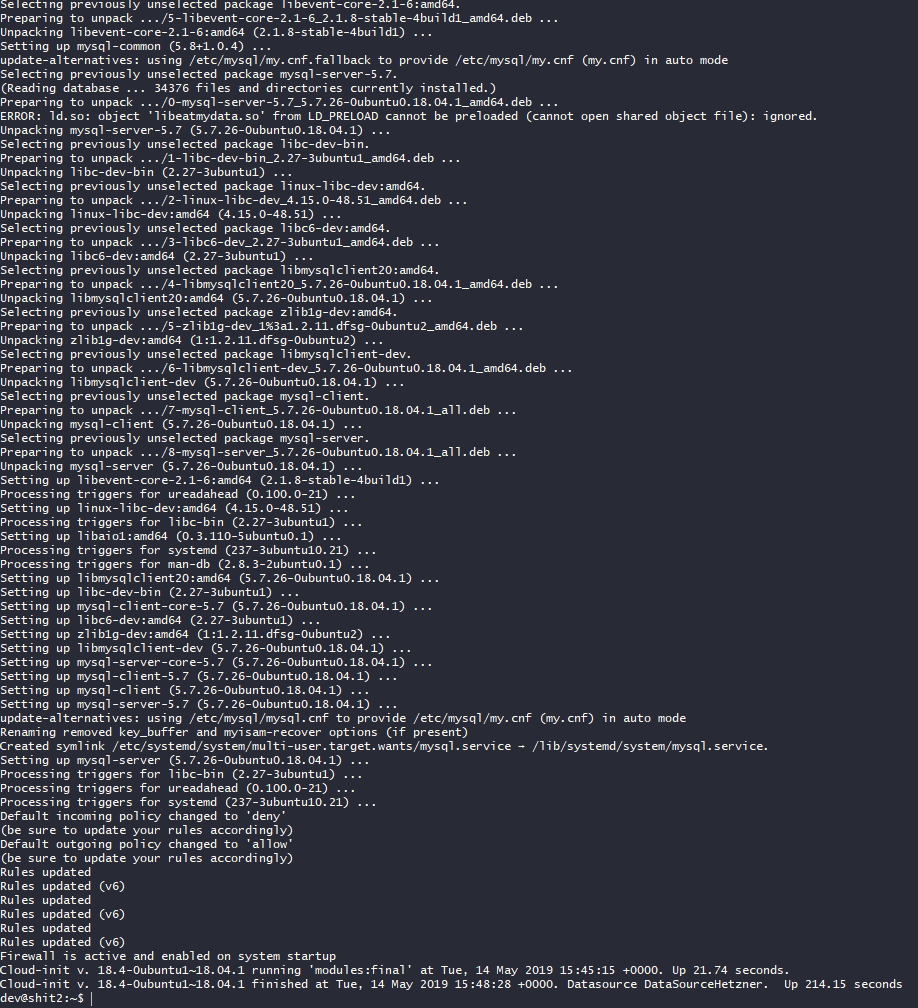 Selecting previously unselected package libevent-core-2.1-6:amd64.
Preparing to unpack .../5-libevent-core-2.1-6_2.1.8-stable-4build1_amd64.deb ...
Unpacking libevent-core-2.1-6:amd64 (2.1.8-stable-4build1) ...
Setting up mysql-common (5.8+1.0.4) ...
update-alternatives: using /etc/mysql/my.cnf.fallback to provide /etc/mysql/my.cnf (my.cnf) in auto mode
Selecting previously unselected package mysql-server-5.7.
(Reading database ... 34376 files and directories currently installed.)
Preparing to unpack .../0-mysql-server-5.7_5.7.26-0ubuntu0.18.04.1_amd64.deb ...
ERROR: ld.so: object 'libeatmydata.so' from LD_PRELOAD cannot be preloaded (cannot open shared object file): ignored.
Unpacking mysql-server-5.7 (5.7.26-0ubuntu0.18.04.1) ...
Selecting previously unselected package libc-dev-bin.
Preparing to unpack .../1-libc-dev-bin_2.27-3ubuntu1_amd64.deb ...
Unpacking libc-dev-bin (2.27-3ubuntu1) ...
Selecting previously unselected package linux-libc-dev:amd64.
Preparing to unpack .../2-linux-libc-dev_4.15.0-48.51_amd64.deb ...
Unpacking linux-libc-dev:amd64 (4.15.0-48.51) ...
Selecting previously unselected package libc6-dev:amd64.
Preparing to unpack .../3-libc6-dev_2.27-3ubuntu1_amd64.deb ...
Unpacking libc6-dev:amd64 (2.27-3ubuntu1) ...
Selecting previously unselected package libmysqlclient20:amd64.
Preparing to unpack .../4-libmysqlclient20_5.7.26-0ubuntu0.18.04.1_amd64.deb ...
Unpacking libmysqlclient20:amd64 (5.7.26-0ubuntu0.18.04.1) ...
Selecting previously unselected package zlib1g-dev:amd64.
Preparing to unpack .../5-zlib1g-dev_1%3a1.2.11.dfsg-0ubuntu2_amd64.deb ...
Unpacking zlib1g-dev:amd64 (1:1.2.11.dfsg-0ubuntu2) ...
Selecting previously unselected package libmysqlclient-dev.
Preparing to unpack .../6-libmysqlclient-dev_5.7.26-0ubuntu0.18.04.1_amd64.deb ...
Unpacking libmysqlclient-dev (5.7.26-0ubuntu0.18.04.1) ...
Selecting previously unselected package mysql-client.
Preparing to unpack .../7-mysql-client_5.7.26-0ubuntu0.18.04.1_all.deb ...
Unpacking mysql-client (5.7.26-0ubuntu0.18.04.1) ...
Selecting previously unselected package mysql-server.
Preparing to unpack .../8-mysql-server_5.7.26-0ubuntu0.18.04.1_all.deb ...
Unpacking mysql-server (5.7.26-0ubuntu0.18.04.1) ...
Setting up libevent-core-2.1-6:amd64 (2.1.8-stable-4build1) ...
Processing triggers for ureadahead (0.100.0-21) ...
Setting up linux-libc-dev:amd64 (4.15.0-48.51) ...
Processing triggers for libc-bin (2.27-3ubuntu1) ...
Setting up libaio1:amd64 (0.3.110-5ubuntu0.1) ...
Processing triggers for systemd (237-3ubuntu10.21) ...
Processing triggers for man-db (2.8.3-2ubuntu0.1) ...
Setting up libmysqlclient20:amd64 (5.7.26-0ubuntu0.18.04.1) ...
Setting up libc-dev-bin (2.27-3ubuntu1) ...
Setting up mysql-client-core-5.7 (5.7.26-0ubuntu0.18.04.1) ...
Setting up libc6-dev:amd64 (2.27-3ubuntu1) ...
Setting up zlib1g-dev:amd64 (1:1.2.11.dfsg-0ubuntu2) ...
Setting up libmysqlclient-dev (5.7.26-0ubuntu0.18.04.1) ...
Setting up mysql-server-core-5.7 (5.7.26-0ubuntu0.18.04.1) ...
Setting up mysql-client-5.7 (5.7.26-0ubuntu0.18.04.1) ...
Setting up mysql-client (5.7.26-0ubuntu0.18.04.1) ...
Setting up mysql-server-5.7 (5.7.26-0ubuntu0.18.04.1) ...
update-alternatives: using /etc/mysql/mysql.cnf to provide /etc/mysql/my.cnf (my.cnf) in auto mode
Renaming removed key_buffer and myisam-recover options (if present)
Created symlink /etc/systemd/system/multi-user.target.wants/mysql.service → /lib/systemd/system/mysql.service.
Setting up mysql-server (5.7.26-0ubuntu0.18.04.1) ...
Processing triggers for libc-bin (2.27-3ubuntu1) ...
Processing triggers for ureadahead (0.100.0-21) ...
Processing triggers for systemd (237-3ubuntu10.21) ...
Default incoming policy changed to 'deny'
(be sure to update your rules accordingly)
Default outgoing policy changed to 'allow'
(be sure to update your rules accordingly)
Rules updated
Rules updated (v6)
Rules updated
Rules updated (v6)
Rules updated
Rules updated (v6)
Firewall is active and enabled on system startup
Cloud-init v. 18.4-0ubuntu1~18.04.1 running 'modules:final' at Tue, 14 May 2019 15:45:15 +0000. Up 21.74 seconds.
Cloud-init v. 18.4-0ubuntu1~18.04.1 finished at Tue, 14 May 2019 15:48:28 +0000. Datasource DataSourceHetzner.  Up 214.15 seconds
dev@shit2:~$